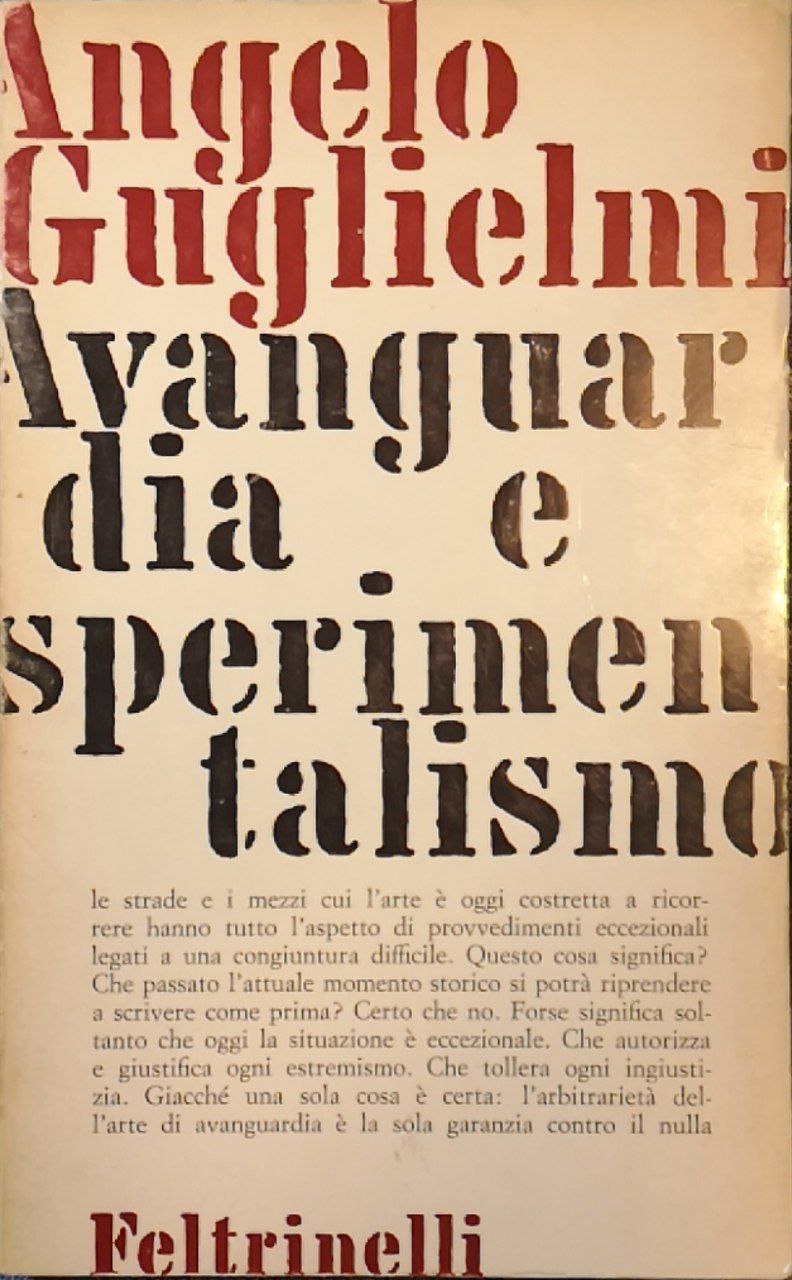 Angelo
Guglielmi
Avanguar
dia e
sperimen
talismo
le strade e i mezzi cui l'arte è oggi costretta a ricor-
rere hanno tutto l'aspetto di provvedimenti eccezionali
legati a una congiuntura difficile. Questo cosa significa?
Che passato l'attuale momento storico si potrà riprendere
a scrivere come prima? Certo che no. Forse significa sol-
tanto che oggi la situazione è eccezionale. Che autorizza
e giustifica ogni estremismo. Che tollera ogni ingiusti-
zia. Giacché una sola cosa è certa: l'arbitrarietà del-
l'arte di avanguardia è la sola garanzia contro il nulla
Feltrinelli